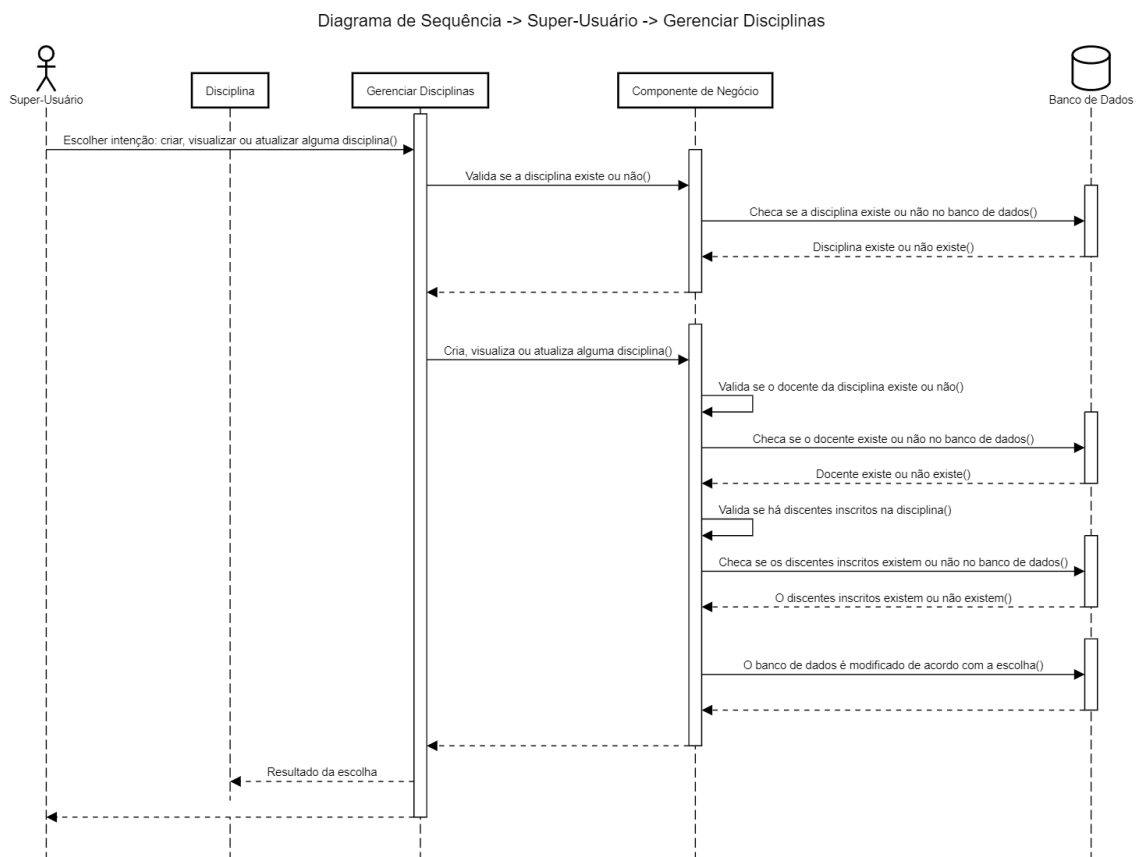 Diagrama de Sequência -> Super-Usuário -> Gerenciar Disciplinas
Super-Usuário
Disciplina
Gerenciar Disciplinas
Componente de Negócio
Banco de Dados
Escolher intenção: criar, visualizar ou atualizar alguma disciplina()
Valida se a disciplina existe ou não()
Checa se a disciplina existe ou não no banco de dados()
Disciplina existe ou não existe()
Cria, visualiza ou atualiza alguma disciplina()
Valida se o docente da disciplina existe ou não()
Checa se o docente existe ou não no banco de dados()
Docente existe ou não existe()
Valida se há discentes inscritos na disciplina()
Checa se os discentes inscritos existem ou não no banco de dados()
O discentes inscritos existem ou não existem()
O banco de dados é modificado de acordo com a escolha()
Resultado da escolha